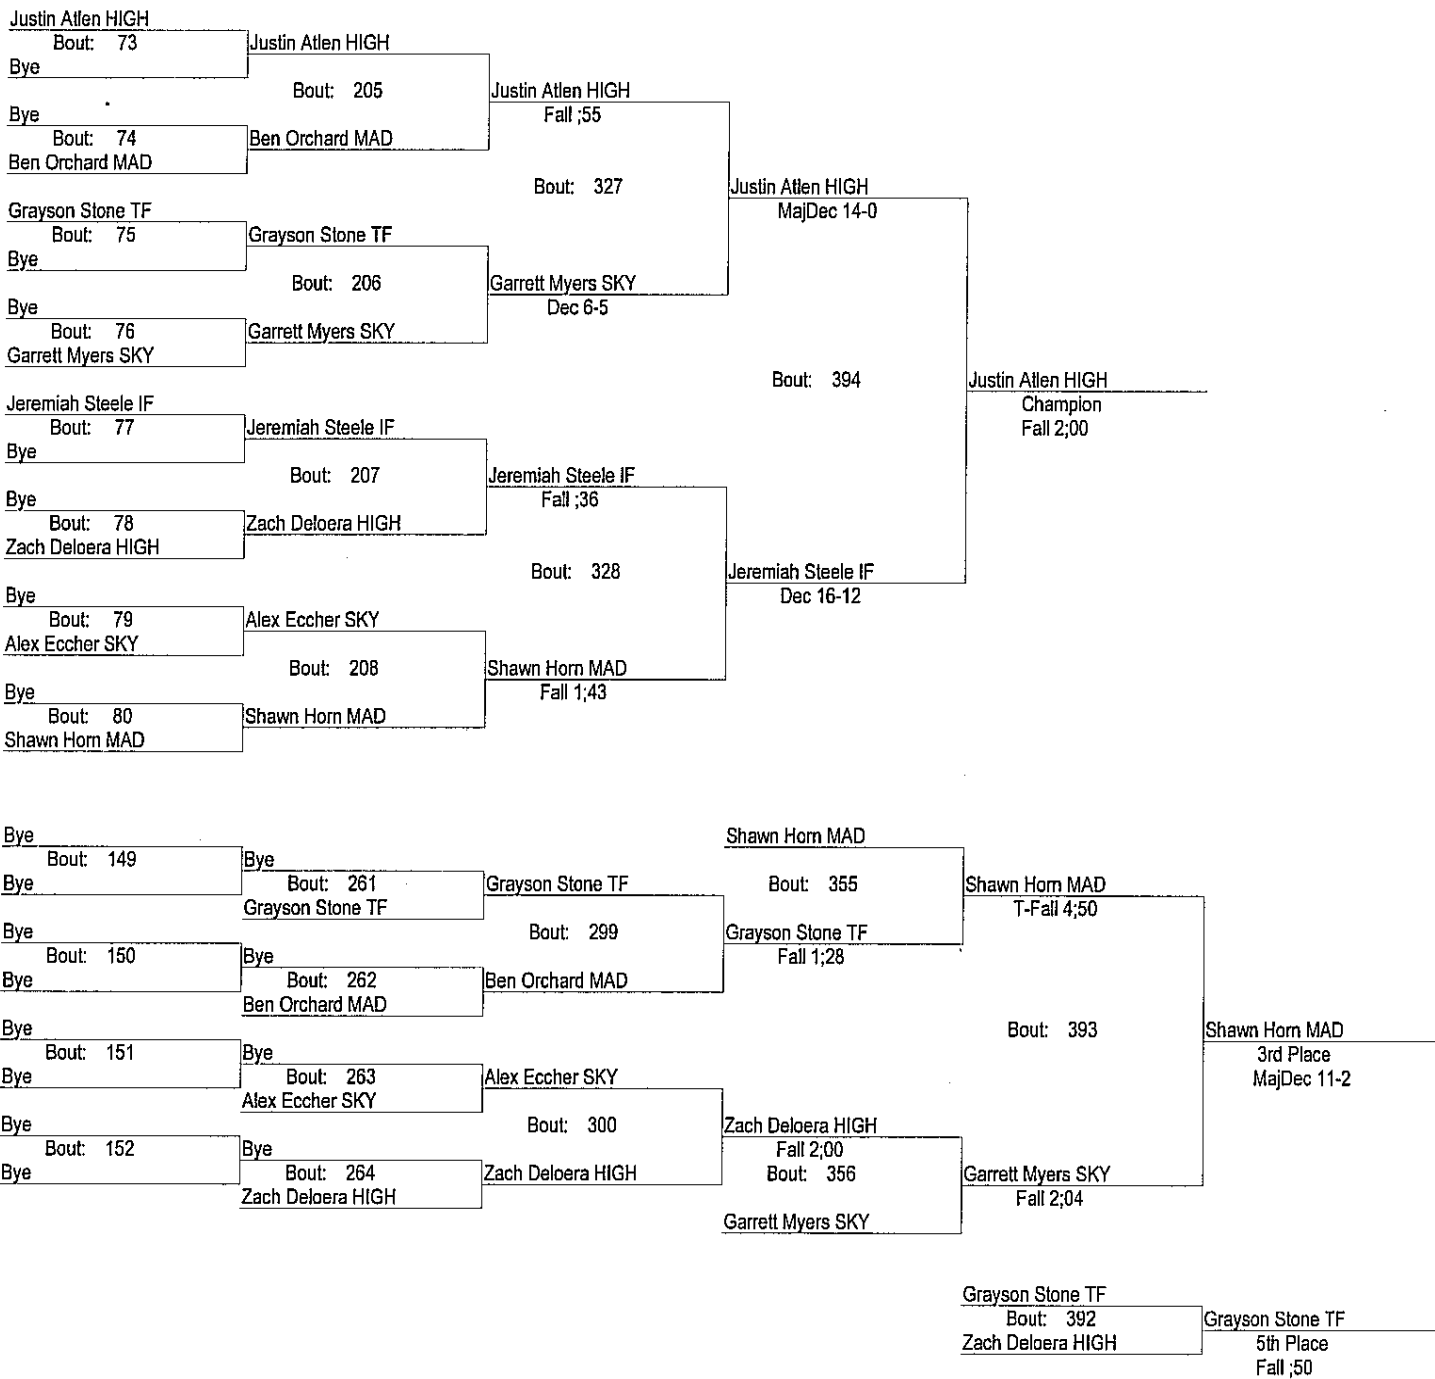 Justin Atlen HIGH
Bout: 73
Bye
Justin Atlen HIGH
Bout: 205
Bye
Bout: 74
Ben Orchard MAD
Ben Orchard MAD
Justin Atlen HIGH
Fall ;55
Bout: 327
Grayson Stone TF
Bout: 75
Bye
Grayson Stone TF
Bout: 206
Bye
Bout: 76
Garrett Myers SKY
Garrett Myers SKY
Garrett Myers SKY
Dec 6-5
Justin Atlen HIGH
MajDec 14-0
Bout: 394
Justin Atlen HIGH
Champion
Fall 2;00
Jeremiah Steele IF
Bout: 77
Bye
Jeremiah Steele IF
Bout: 207
Bye
Bout: 78
Zach Deloera HIGH
Zach Deloera HIGH
Jeremiah Steele IF
Fall ;36
Bout: 328
Bye
Bout: 79
Alex Eccher SKY
Alex Eccher SKY
Bout: 208
Bye
Bout: 80
Shawn Horn MAD
Shawn Horn MAD
Shawn Horn MAD
Fall 1;43
Jeremiah Steele IF
Dec 16-12
Bye
Bout: 149
Bye
Bye
Bout: 261
Grayson Stone TF
Grayson Stone TF
Bout: 299
Bye
Bout: 150
Bye
Bye
Bout: 262
Ben Orchard MAD
Ben Orchard MAD
Shawn Horn MAD
Bout: 355
Grayson Stone TF
Fall 1;28
Shawn Horn MAD
T-Fall 4;50
Bout: 393
Shawn Horn MAD
3rd Place
MajDec 11-2
Bye
Bout: 151
Bye
Bye
Bout: 263
Alex Eccher SKY
Alex Eccher SKY
Bout: 300
Bye
Bout: 152
Bye
Bye
Bout: 264
Zach Deloera HIGH
Zach Deloera HIGH
Zach Deloera HIGH
Fall 2;00
Bout: 356
Garrett Myers SKY
Garrett Myers SKY
Fall 2;04
Grayson Stone TF
Bout: 392
Zach Deloera HIGH
Grayson Stone TF
5th Place
Fall ;50